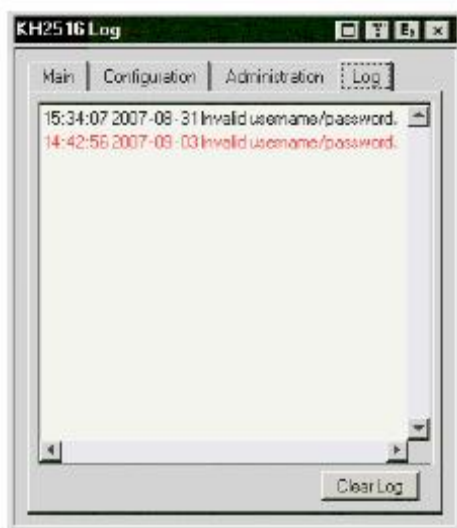 KH2516 Log
Main Configuration Administration Log
15:34:07 2007-08-31 Invalid username/password.
14:42:56 2007-09-03 Invalid username/password.
Clear Log